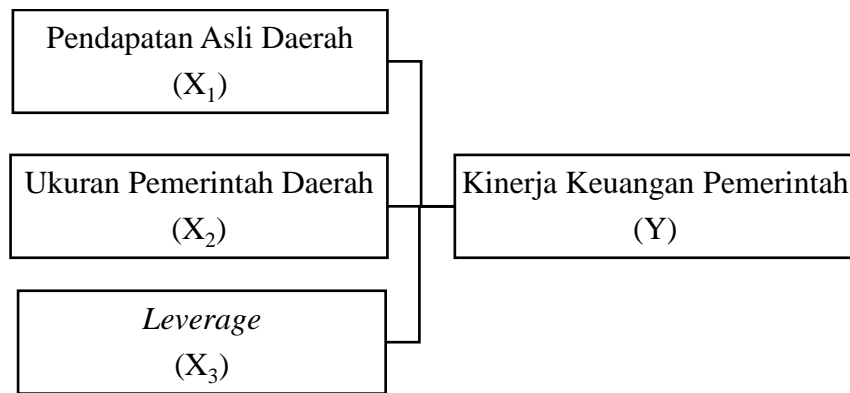 Pendapatan Asli Daerah
(X₁)
Ukuran Pemerintah Daerah
(X₂)
Kinerja Keuangan Pemerintah
(Y)
Leverage
(X₃)